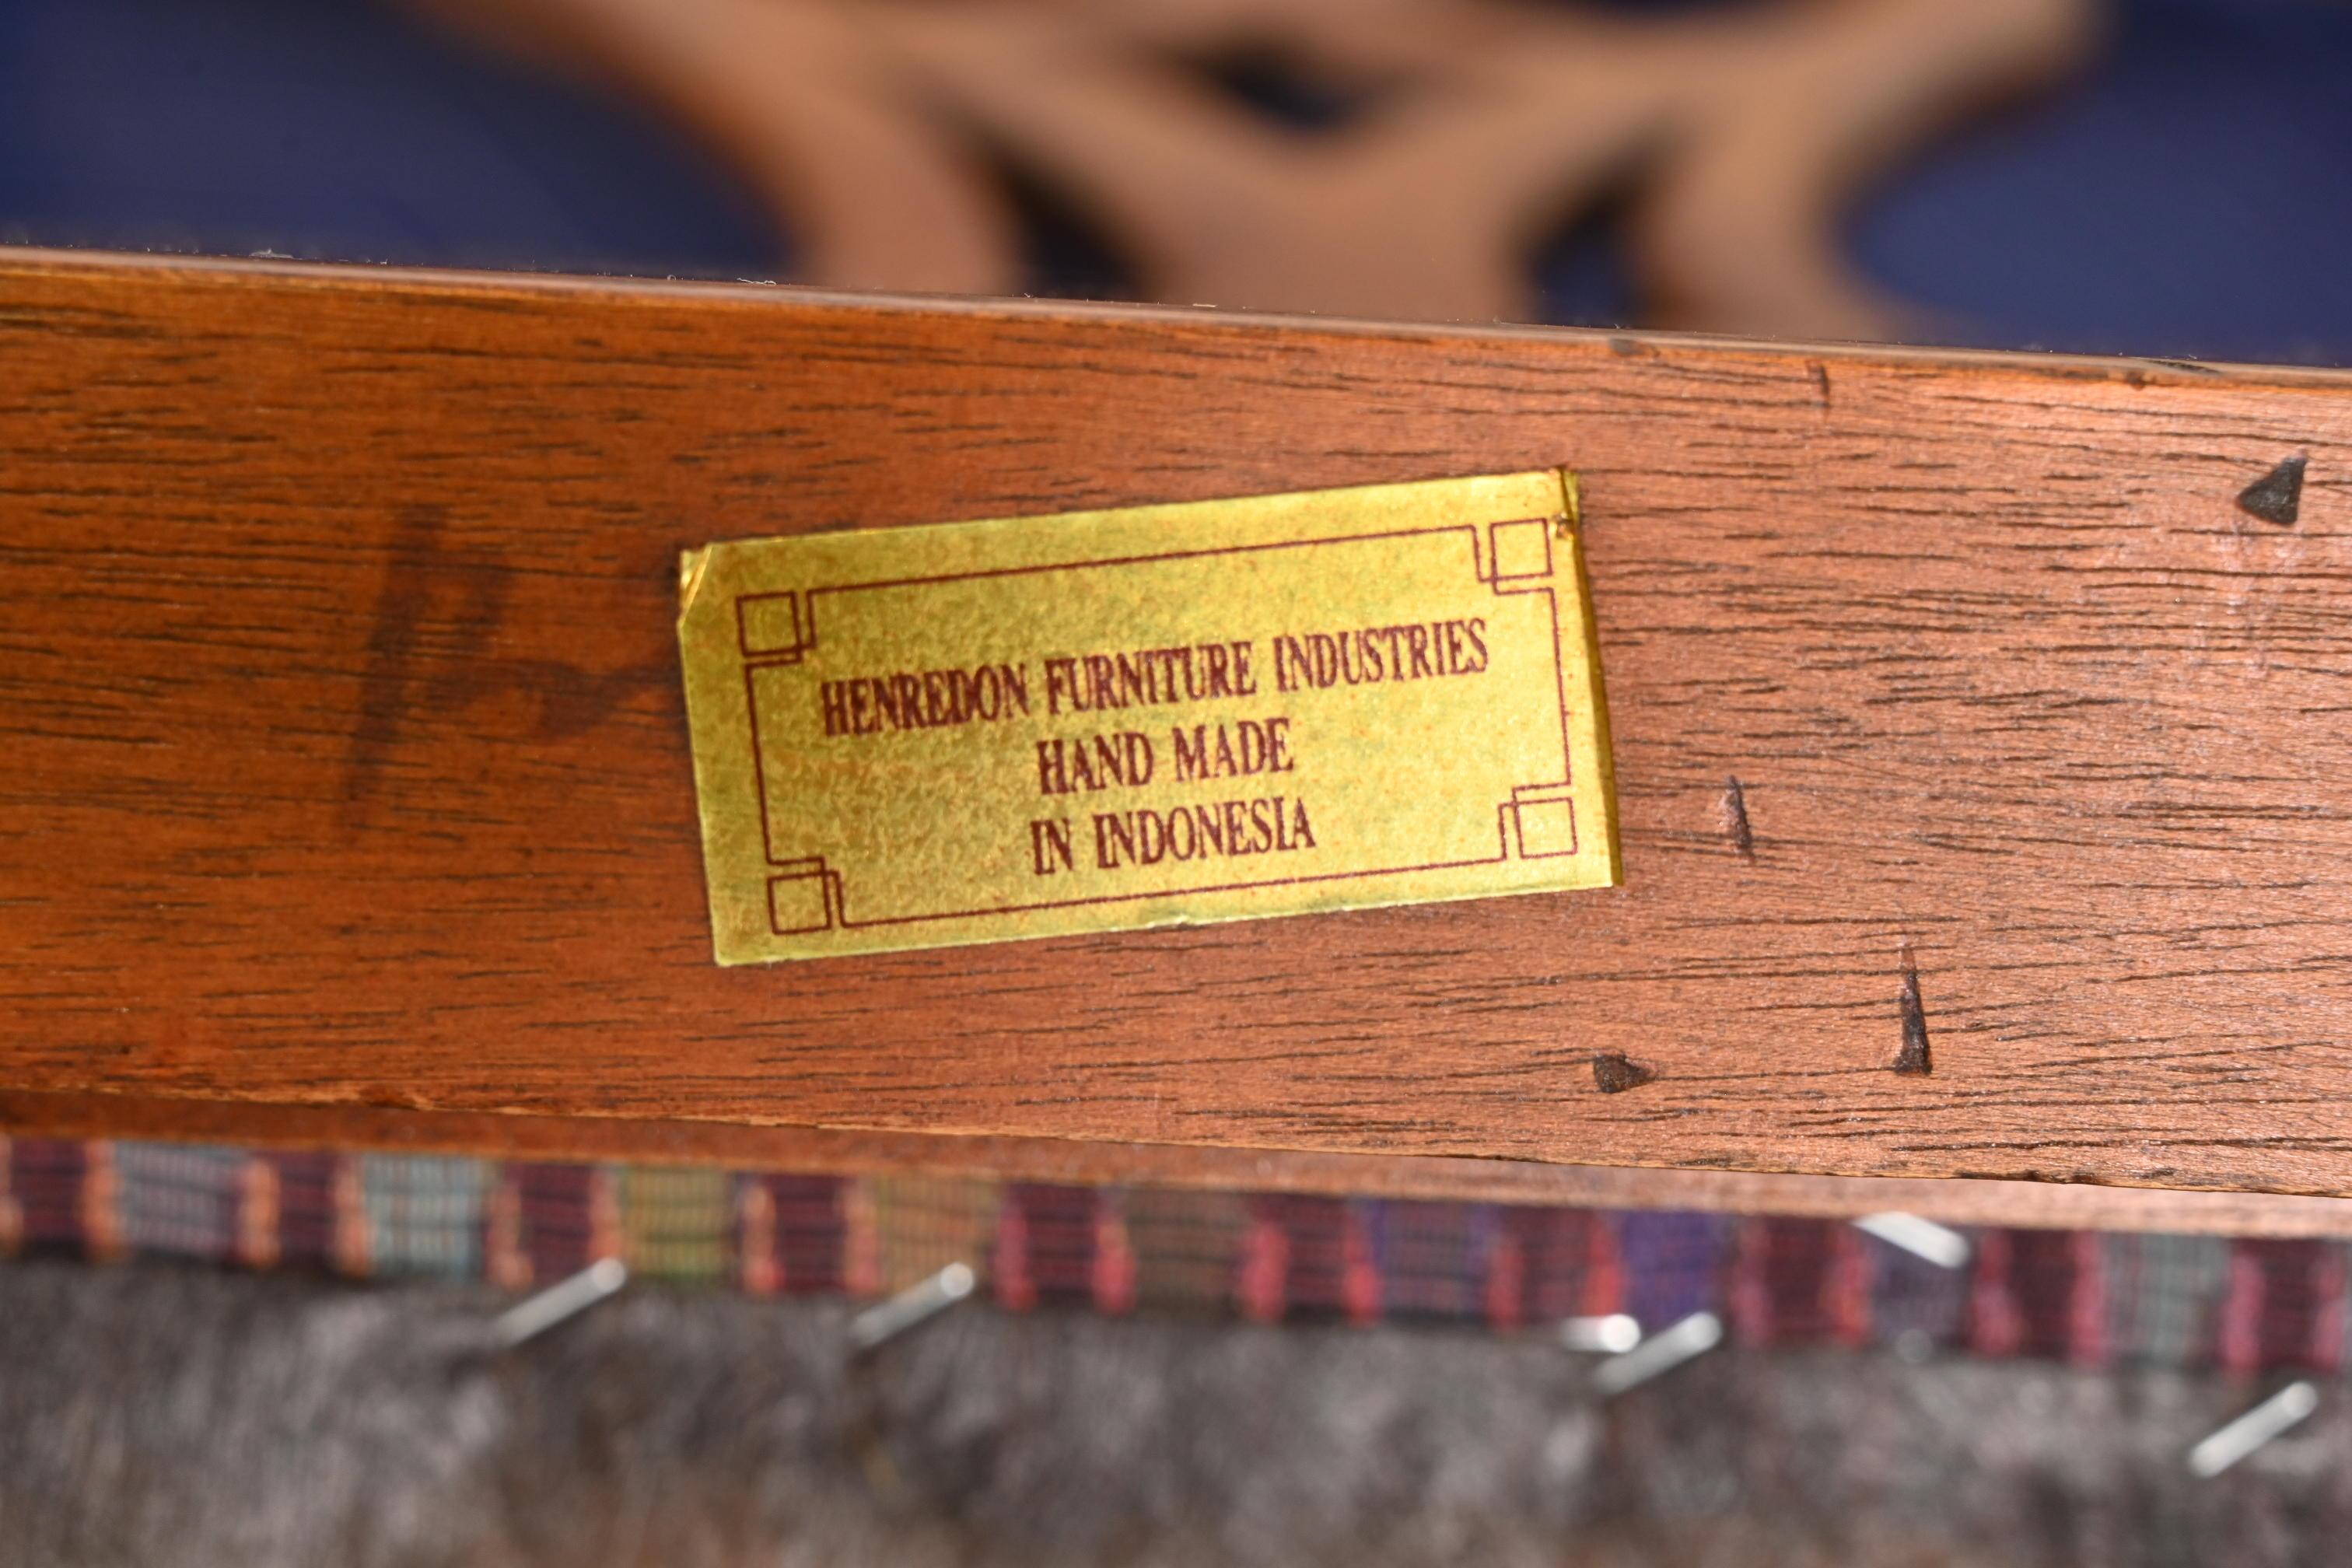 HENREDON FURNITURE INDUSTRIES
HAND MADE
IN INDONESIA